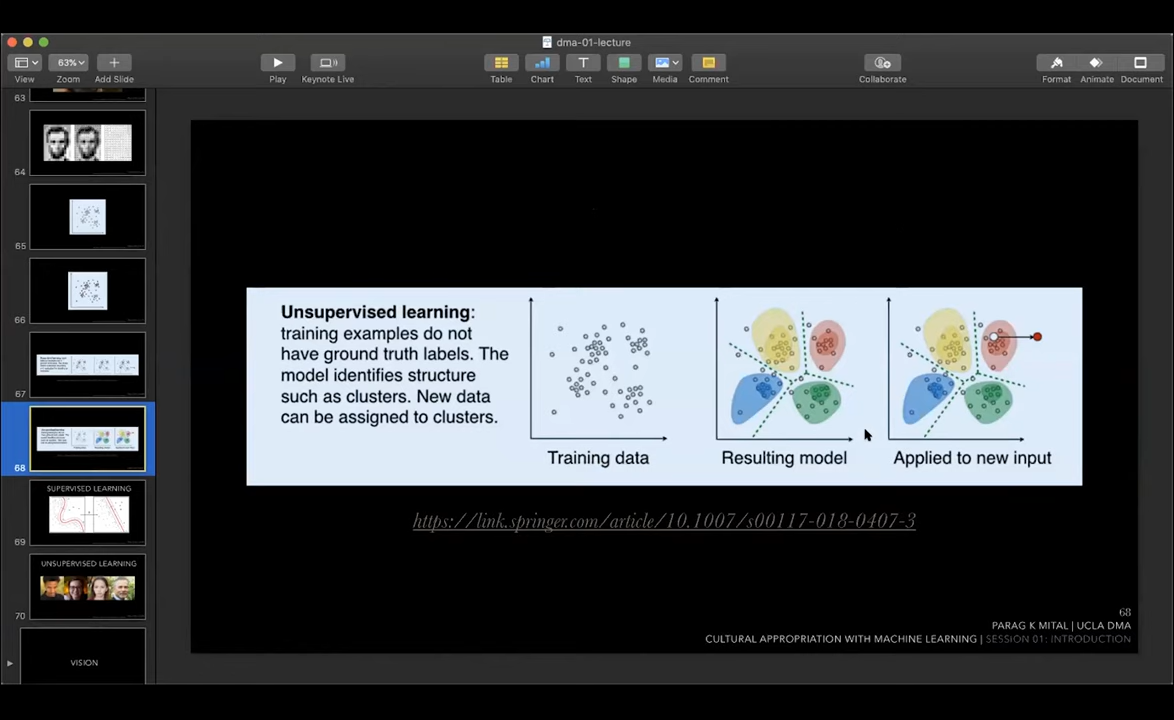 dma-01-lecture
63%
View
Zoom
Add Slide
Play
Keynote Live
Table
Chart
Text
Shape
Media
Comment
Collaborate
Format
Animate
Document
63
64
65
66
67
68
SUPERVISED LEARNING
69
UNSUPERVISED LEARNING
70
VISION
Unsupervised learning:
training examples do not
have ground truth labels. The
model identifies structure
such as clusters. New data
can be assigned to clusters.
Training data
Resulting model
Applied to new input
https://link.springer.com/article/10.1007/s00117-018-0407-3
68
PARAG K MITAL | UCLA DMA
CULTURAL APPROPRIATION WITH MACHINE LEARNING | SESSION 01: INTRODUCTION